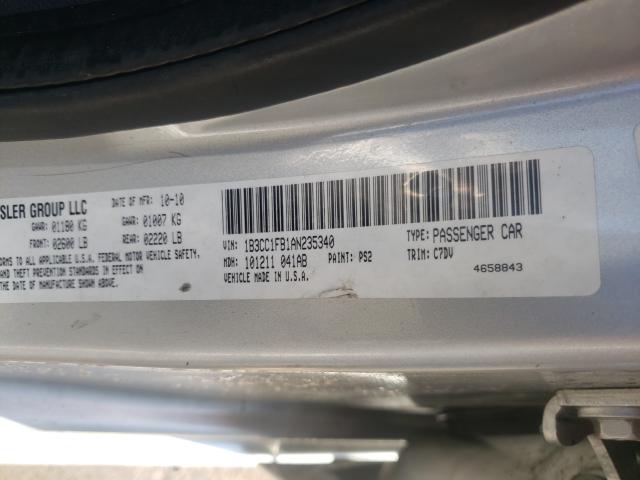 SLER GROUP LLC
DATE OF MFR: 10-10
GAWR: 01180 KG
GAWR: 01007 KG
FRONT: 02600 LB
REAR: 02220 LB
ORMS TO ALL APPLICABLE U.S.A. FEDERAL MOTOR VEHICLE SAFETY,
AND THEFT PREVENTION STANDARDS IN EFFECT ON
THE DATE OF MANUFACTURE SHOWN ABOVE.
VIN: 1B3CC1FB1AN235340
TYPE: PASSENGER CAR
MDH: 101211 041AB
PAINT: PS2
TRIM: C7DV
VEHICLE MADE IN U.S.A.
4658843